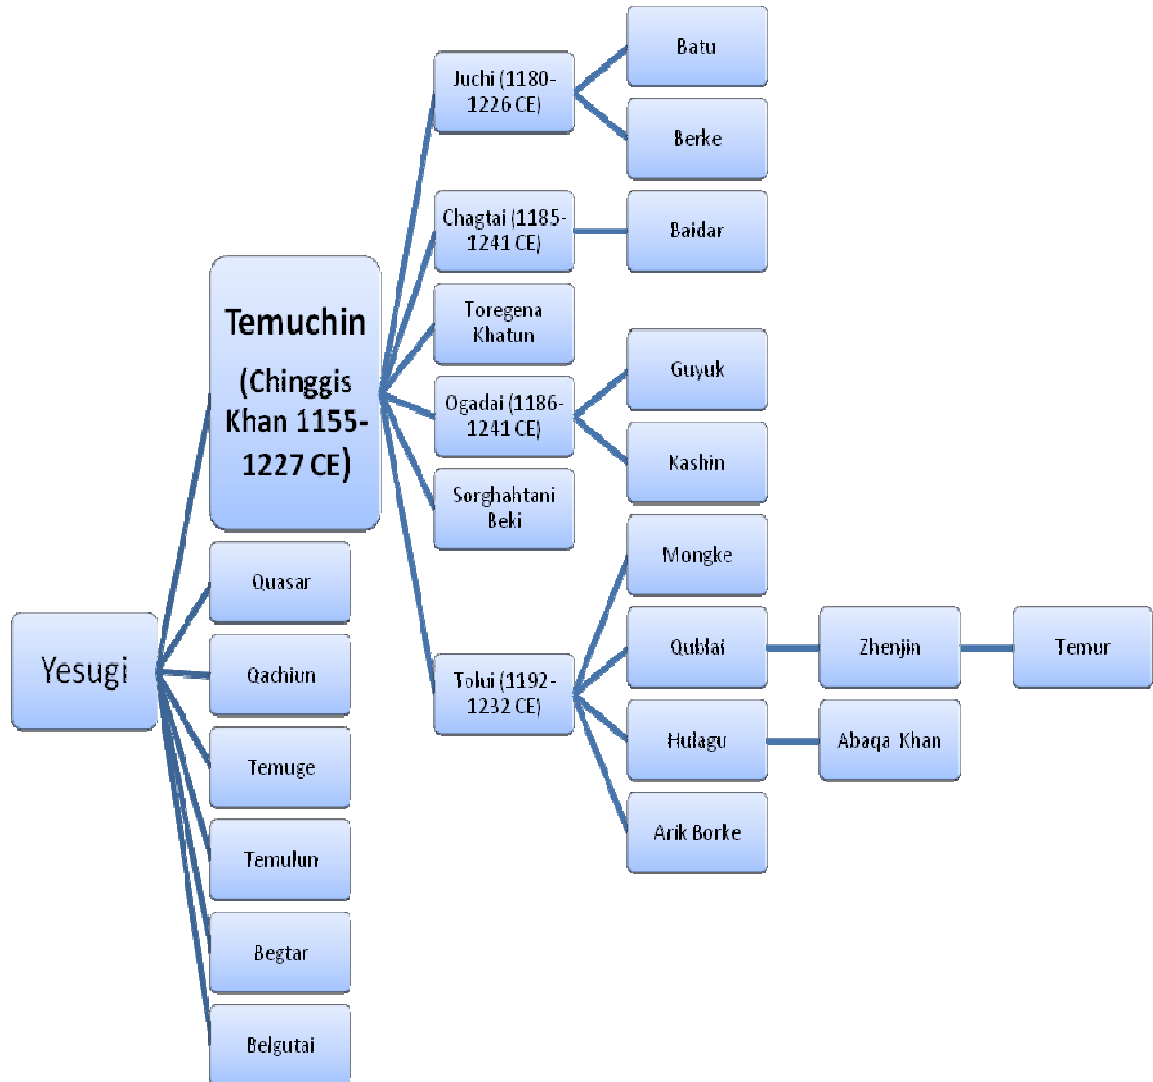 Yesugi
Temuchin
(Chinggis
Khan 1155-
1227 CE)
Quasar
Qachiun
Temuge
Temulun
Begtar
Belgutai
Juchi (1180-
1226 CE)
Chagtai (1185-
1241 CE)
Toregena
Khatun
Ogadai (1186-
1241 CE)
Sorghahtani
Beki
Tolui (1192-
1232 CE)
Batu
Berke
Baidar
Guyuk
Kashin
Mongke
Qublai
Hulagu
Arik Borke
Zhenjin
Abaqa Khan
Temur